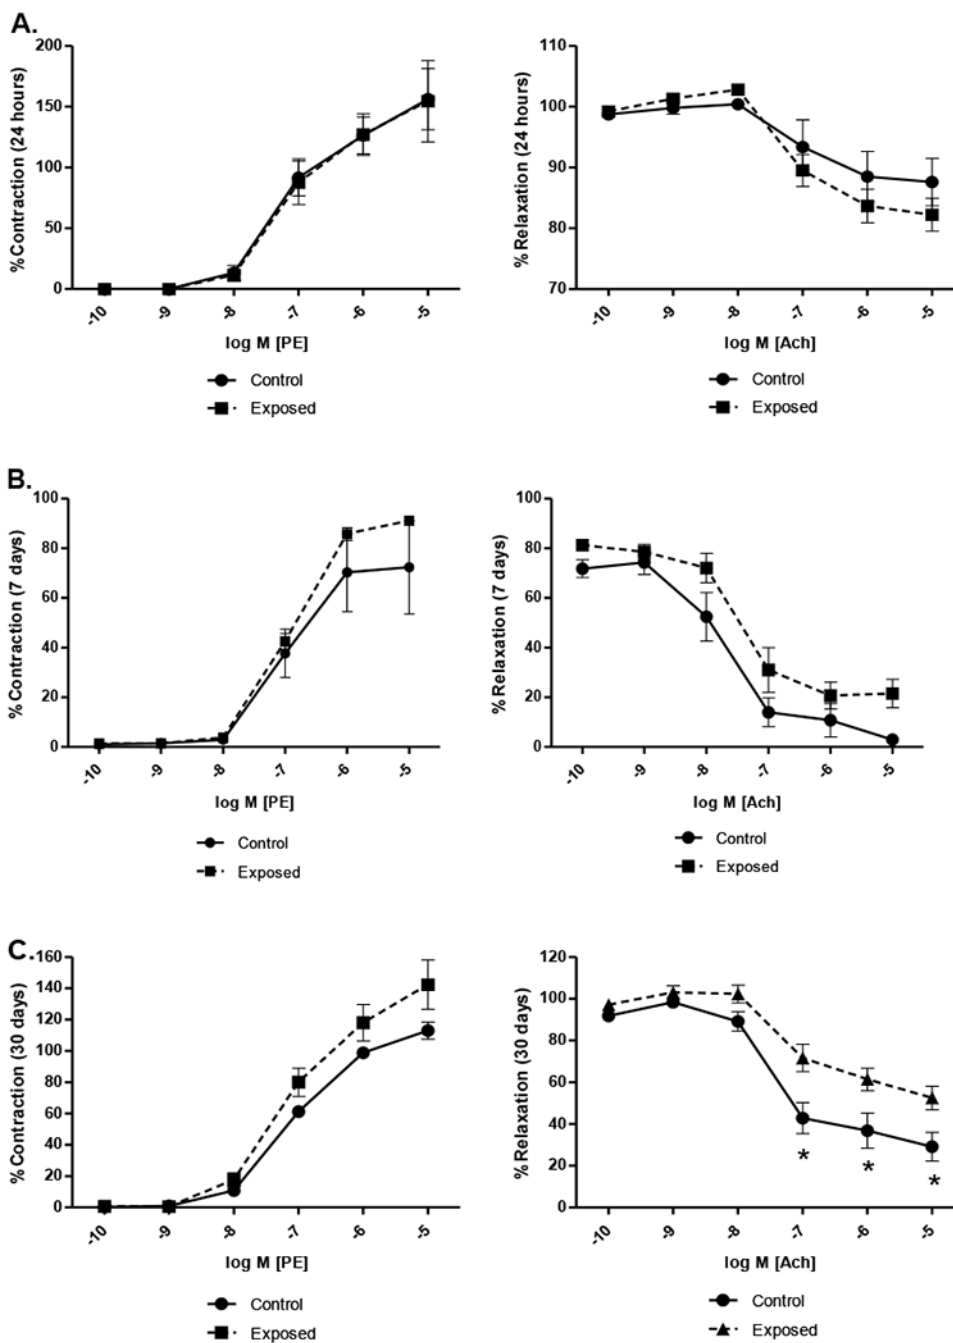 A.
%Contraction (24 hours)
200
150
100
50
0
-10 -9 -8 -7 -6 -5
log M [PE]
Control
Exposed
%Relaxation (24 hours)
110
100
90
80
70
-10 -9 -8 -7 -6 -5
log M [Ach]
Control
Exposed
B.
%Contraction (7 days)
100
80
60
40
20
0
-10 -9 -8 -7 -6 -5
log M [PE]
Control
Exposed
%Relaxation (7 days)
100
80
60
40
20
0
-10 -9 -8 -7 -6 -5
log M [Ach]
Control
Exposed
C.
%Contraction (30 days)
160
140
120
100
80
60
40
20
0
-10 -9 -8 -7 -6 -5
log M [PE]
Control
Exposed
%Relaxation (30 days)
120
100
80
60
40
20
0
* * *
-10 -9 -8 -7 -6 -5
log M [Ach]
Control
Exposed